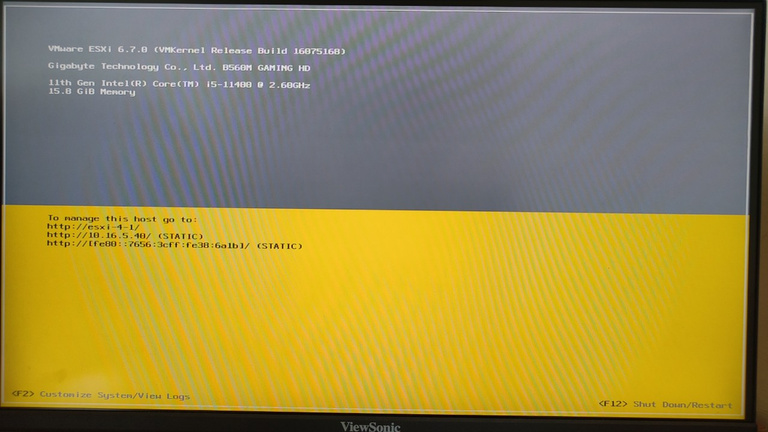 VMware ESXi 6.7.0 (VMKernel Release Build 16075168)
Gigabyte Technology Co., Ltd. B560M GAMING HD
11th Gen Intel(R) Core(TM) i5-11400 @ 2.60GHz
15.8 GiB Memory
To manage this host go to:
http://esxi-4-1/
http://10.16.5.40/ (STATIC)
http://[fe80::7656:3cff:fe38:6a1b]/ (STATIC)
<F2> Customize System/View Logs
<F12> Shut Down/Restart
ViewSonic